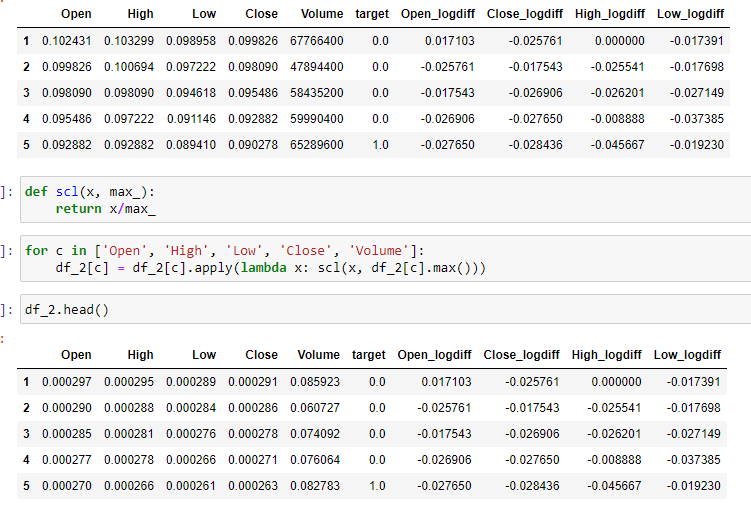 Open High Low Close Volume target Open_logdiff Close_logdiff High_logdiff Low_logdiff
1 0.102431 0.103299 0.098958 0.099826 67766400 0.0 0.017103 -0.025761 0.000000 -0.017391
2 0.099826 0.100694 0.097222 0.098090 47894400 0.0 -0.025761 -0.017543 -0.025541 -0.017698
3 0.098090 0.098090 0.094618 0.095486 58435200 0.0 -0.017543 -0.026906 -0.026201 -0.027149
4 0.095486 0.097222 0.091146 0.092882 59990400 0.0 -0.026906 -0.027650 -0.008888 -0.037385
5 0.092882 0.092882 0.089410 0.090278 65289600 1.0 -0.027650 -0.028436 -0.045667 -0.019230
]: def scl(x, max_):
return x/max_
]: for c in ['Open', 'High', 'Low', 'Close', 'Volume']:
df_2[c] = df_2[c].apply(lambda x: scl(x, df_2[c].max()))
]: df_2.head()
:
Open High Low Close Volume target Open_logdiff Close_logdiff High_logdiff Low_logdiff
1 0.000297 0.000295 0.000289 0.000291 0.085923 0.0 0.017103 -0.025761 0.000000 -0.017391
2 0.000290 0.000288 0.000284 0.000286 0.060727 0.0 -0.025761 -0.017543 -0.025541 -0.017698
3 0.000285 0.000281 0.000276 0.000278 0.074092 0.0 -0.017543 -0.026906 -0.026201 -0.027149
4 0.000277 0.000278 0.000266 0.000271 0.076064 0.0 -0.026906 -0.027650 -0.008888 -0.037385
5 0.000270 0.000266 0.000261 0.000263 0.082783 1.0 -0.027650 -0.028436 -0.045667 -0.019230